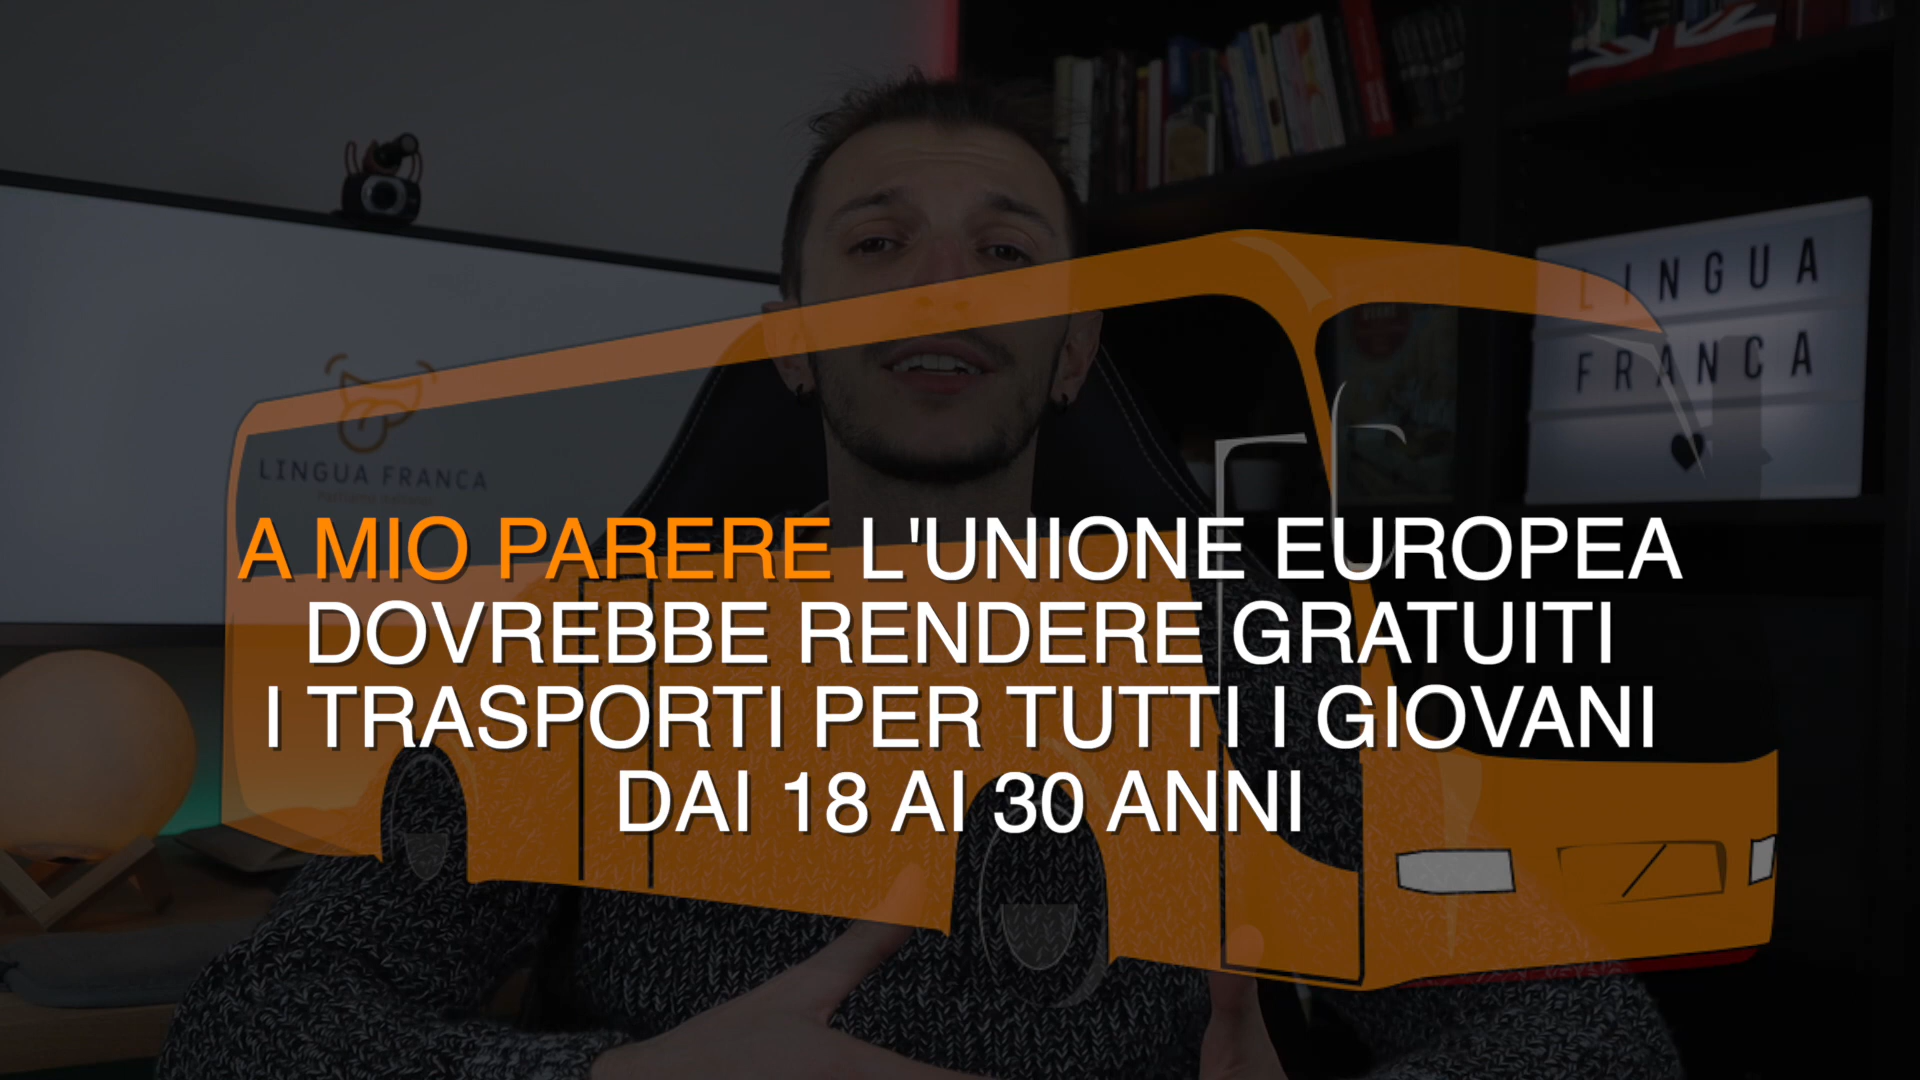 LINGUA
FRANCA
LINGUA FRANCA
A MIO PARERE L'UNIONE EUROPEA
DOVREBBE RENDERE GRATUITI
I TRASPORTI PER TUTTI I GIOVANI
DAI 18 AI 30 ANNI